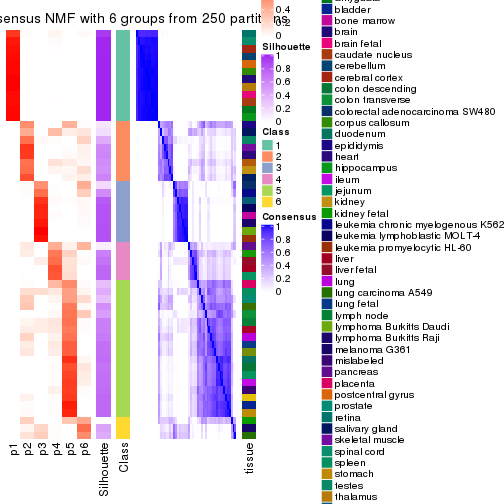 sensus NMF with 6 groups from 250 partitions
p1
p2
p3
p4
p5
p6
Silhouette
Class
tissue
0.4
0.2
0
Silhouette
1
0.8
0.6
0.4
0.2
0
Class
1
2
3
4
5
6
Consensus
1
0.8
0.6
0.4
0.2
0
bladder
bone marrow
brain
brain fetal
caudate nucleus
cerebellum
cerebral cortex
colon descending
colon transverse
colorectal adenocarcinoma SW480
corpus callosum
duodenum
epididymis
heart
hippocampus
ileum
jejunum
kidney
kidney fetal
leukemia chronic myelogenous K562
leukemia lymphoblastic MOLT-4
leukemia promyelocytic HL-60
liver
liver fetal
lung
lung carcinoma A549
lung fetal
lymph node
lymphoma Burkitts Daudi
lymphoma Burkitts Raji
melanoma G361
mislabeled
pancreas
placenta
postcentral gyrus
prostate
retina
salivary gland
skeletal muscle
spinal cord
spleen
stomach
testes
thalamus